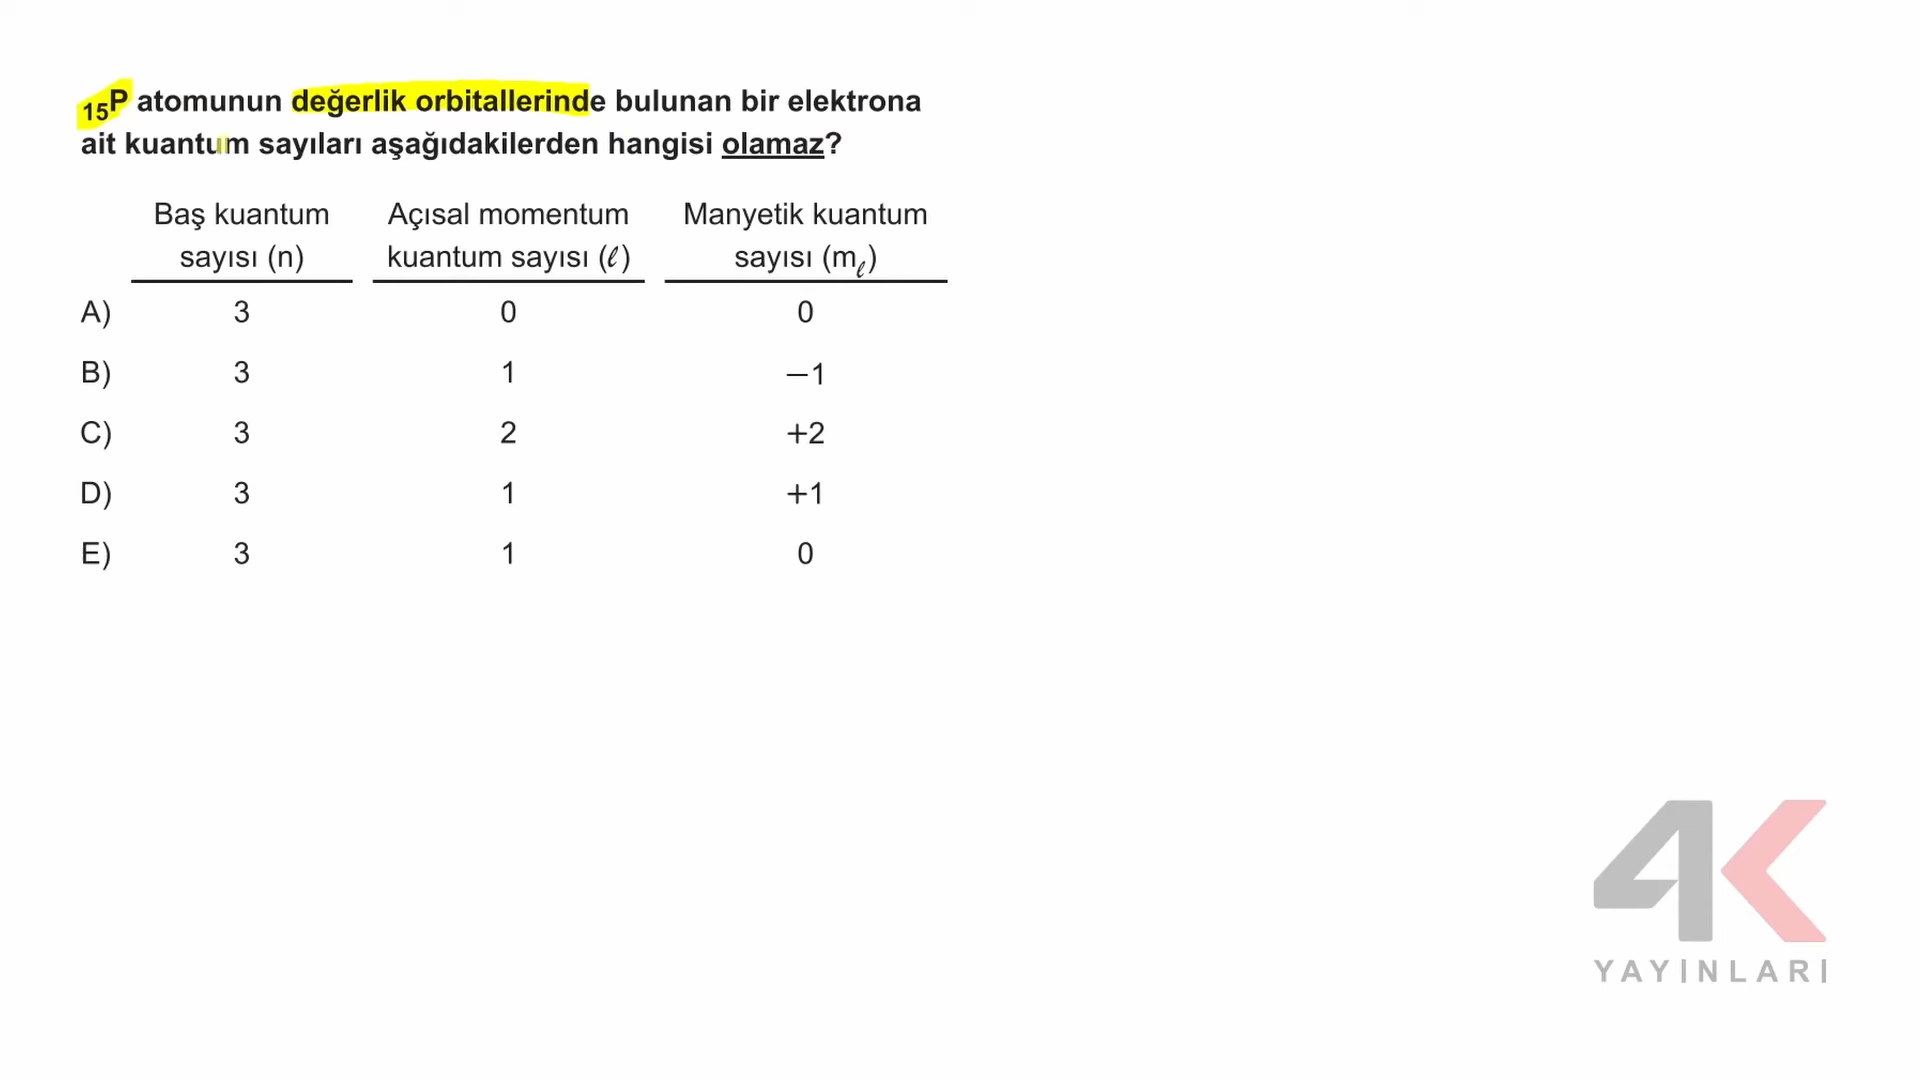 15P atomunun değerlik orbitallerinde bulunan bir elektrona
ait kuantum sayıları aşağıdakilerden hangisi olamaz?
Baş kuantum Açısal momentum Manyetik kuantum
sayısı (n) kuantum sayısı (ℓ) sayısı (mℓ)
A) 3 0 0
B) 3 1 −1
C) 3 2 +2
D) 3 1 +1
E) 3 1 0
4K
YAYINLARI